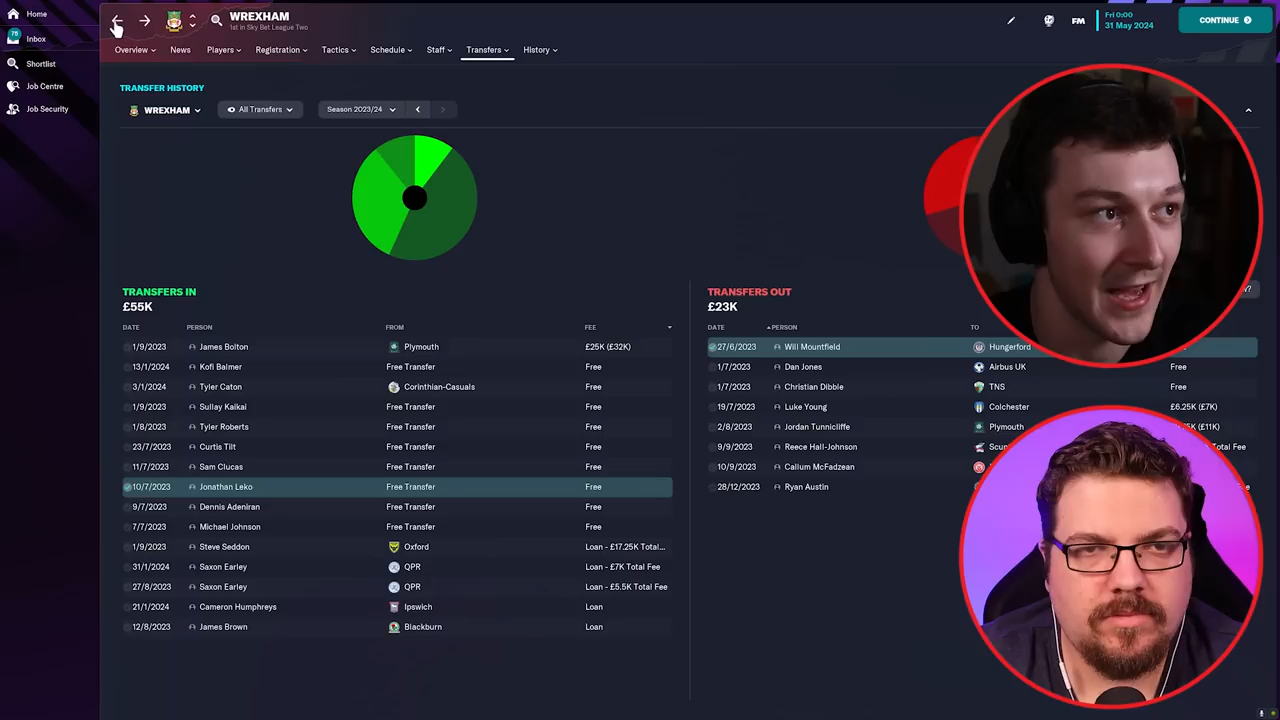 Home
WREXHAM
1st in Sky Bet League Two
FM
Fri 0:00
31 May 2024
CONTINUE
75
Inbox
Overview
News
Players
Registration
Tactics
Schedule
Staff
Transfers
History
Shortlist
Job Centre
Job Security
TRANSFER HISTORY
WREXHAM
All Transfers
Season 2023/24
TRANSFERS IN
£55K
DATE PERSON FROM FEE
1/9/2023 James Bolton Plymouth £25K (£32K)
13/1/2024 Kofi Balmer Free Transfer Free
3/1/2024 Tyler Caton Corinthian-Casuals Free
1/9/2023 Sullay Kaikai Free Transfer Free
1/8/2023 Tyler Roberts Free Transfer Free
23/7/2023 Curtis Tilt Free Transfer Free
11/7/2023 Sam Clucas Free Transfer Free
10/7/2023 Jonathan Leko Free Transfer Free
9/7/2023 Dennis Adeniran Free Transfer Free
7/7/2023 Michael Johnson Free Transfer Free
1/9/2023 Steve Seddon Oxford Loan - £17.25K Total...
31/1/2024 Saxon Earley QPR Loan - £7K Total Fee
27/8/2023 Saxon Earley QPR Loan - £5.5K Total Fee
21/1/2024 Cameron Humphreys Ipswich Loan
12/8/2023 James Brown Blackburn Loan
TRANSFERS OUT
£23K
DATE PERSON TO
27/6/2023 Will Mountfield Hungerford
1/7/2023 Dan Jones Airbus UK Free
1/7/2023 Christian Dibble TNS Free
19/7/2023 Luke Young Colchester £6.25K (£7K)
2/8/2023 Jordan Tunnicliffe Plymouth (£11K)
9/9/2023 Reece Hall-Johnson Scun Total Fee
10/9/2023 Callum McFadzean
28/12/2023 Ryan Austin